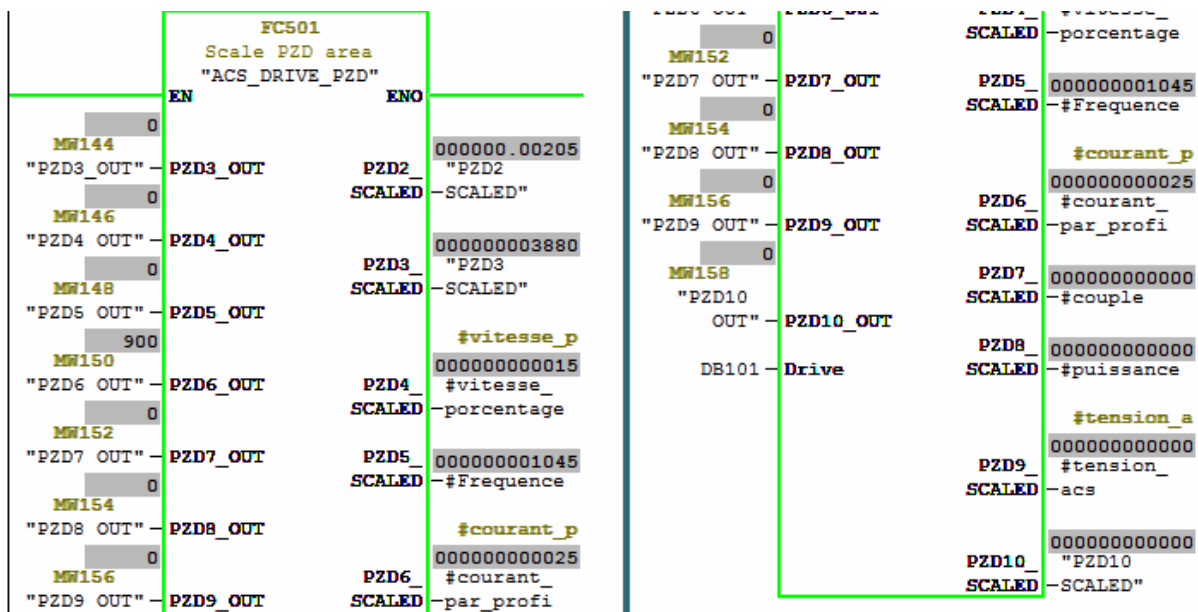 FC501
Scale PZD area
"ACS_DRIVE_PZD"
EN ENO
0
MW144
"PZD3_OUT" PZD3_OUT
0
MW146
"PZD4 OUT" PZD4_OUT
0
MW148
"PZD5 OUT" PZD5_OUT
900
MW150
"PZD6 OUT" PZD6_OUT
0
MW152
"PZD7 OUT" PZD7_OUT
0
MW154
"PZD8 OUT" PZD8_OUT
0
MW156
"PZD9 OUT" PZD9_OUT
000000.00205
PZD2_ "PZD2
SCALED SCALED"
000000003880
PZD3_ "PZD3
SCALED SCALED"
#vitesse_p
000000000015
PZD4_ #vitesse_
SCALED porcentage
PZD5_ 000000001045
SCALED #Frequence
#courant_p
000000000025
PZD6_ #courant_
SCALED par_profi
0
MW152
"PZD7 OUT" PZD7_OUT
0
MW154
"PZD8 OUT" PZD8_OUT
0
MW156
"PZD9 OUT" PZD9_OUT
0
MW158
"PZD10
OUT" PZD10_OUT
DB101 Drive
SCALED porcentage
PZD5_ 000000001045
SCALED #Frequence
#courant_p
000000000025
PZD6_ #courant_
SCALED par_profi
PZD7_ 000000000000
SCALED #couple
PZD8_ 000000000000
SCALED #puissance
#tension_a
000000000000
PZD9_ #tension_
SCALED acs
000000000000
PZD10_ "PZD10
SCALED SCALED"